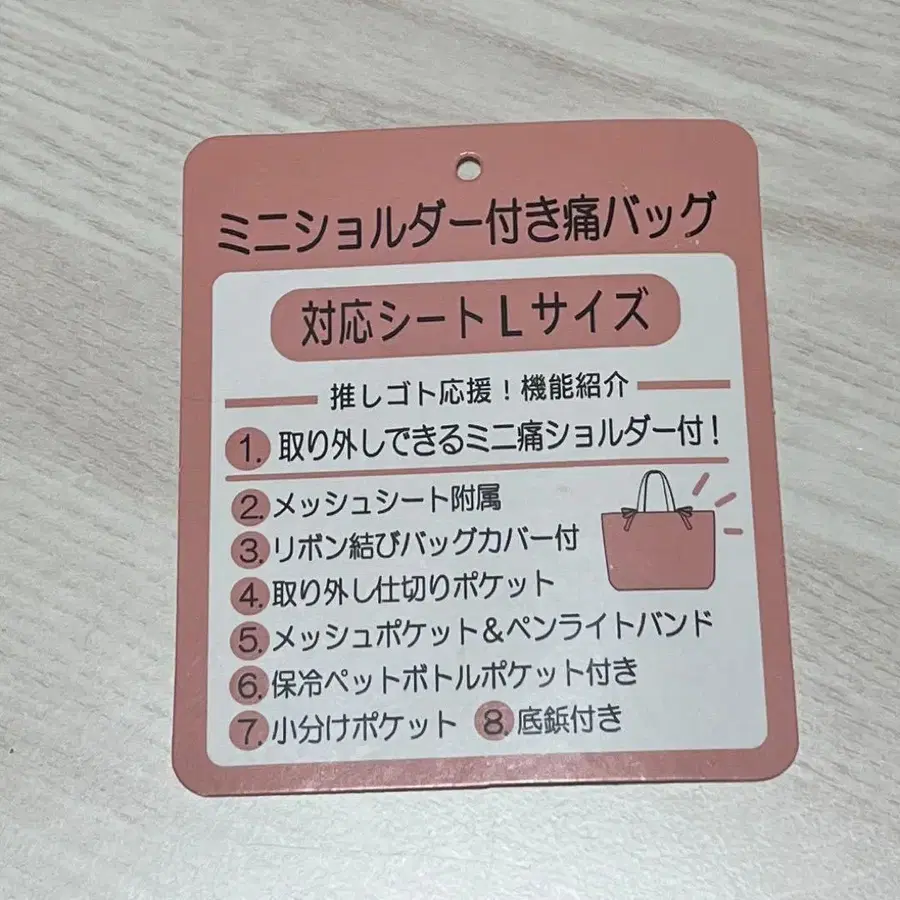 ミニショルダー付き痛バッグ
対応シートLサイズ
推しゴト応援!機能紹介
1. 取り外しできるミニ痛ショルダー付!
2. メッシュシート附属
3. リボン結びバッグカバー付
4. 取り外し仕切りポケット
5. メッシュポケット&ペンライトバンド
6. 保冷ペットボトルポケット付き
7. 小分けポケット 8. 底鋲付き